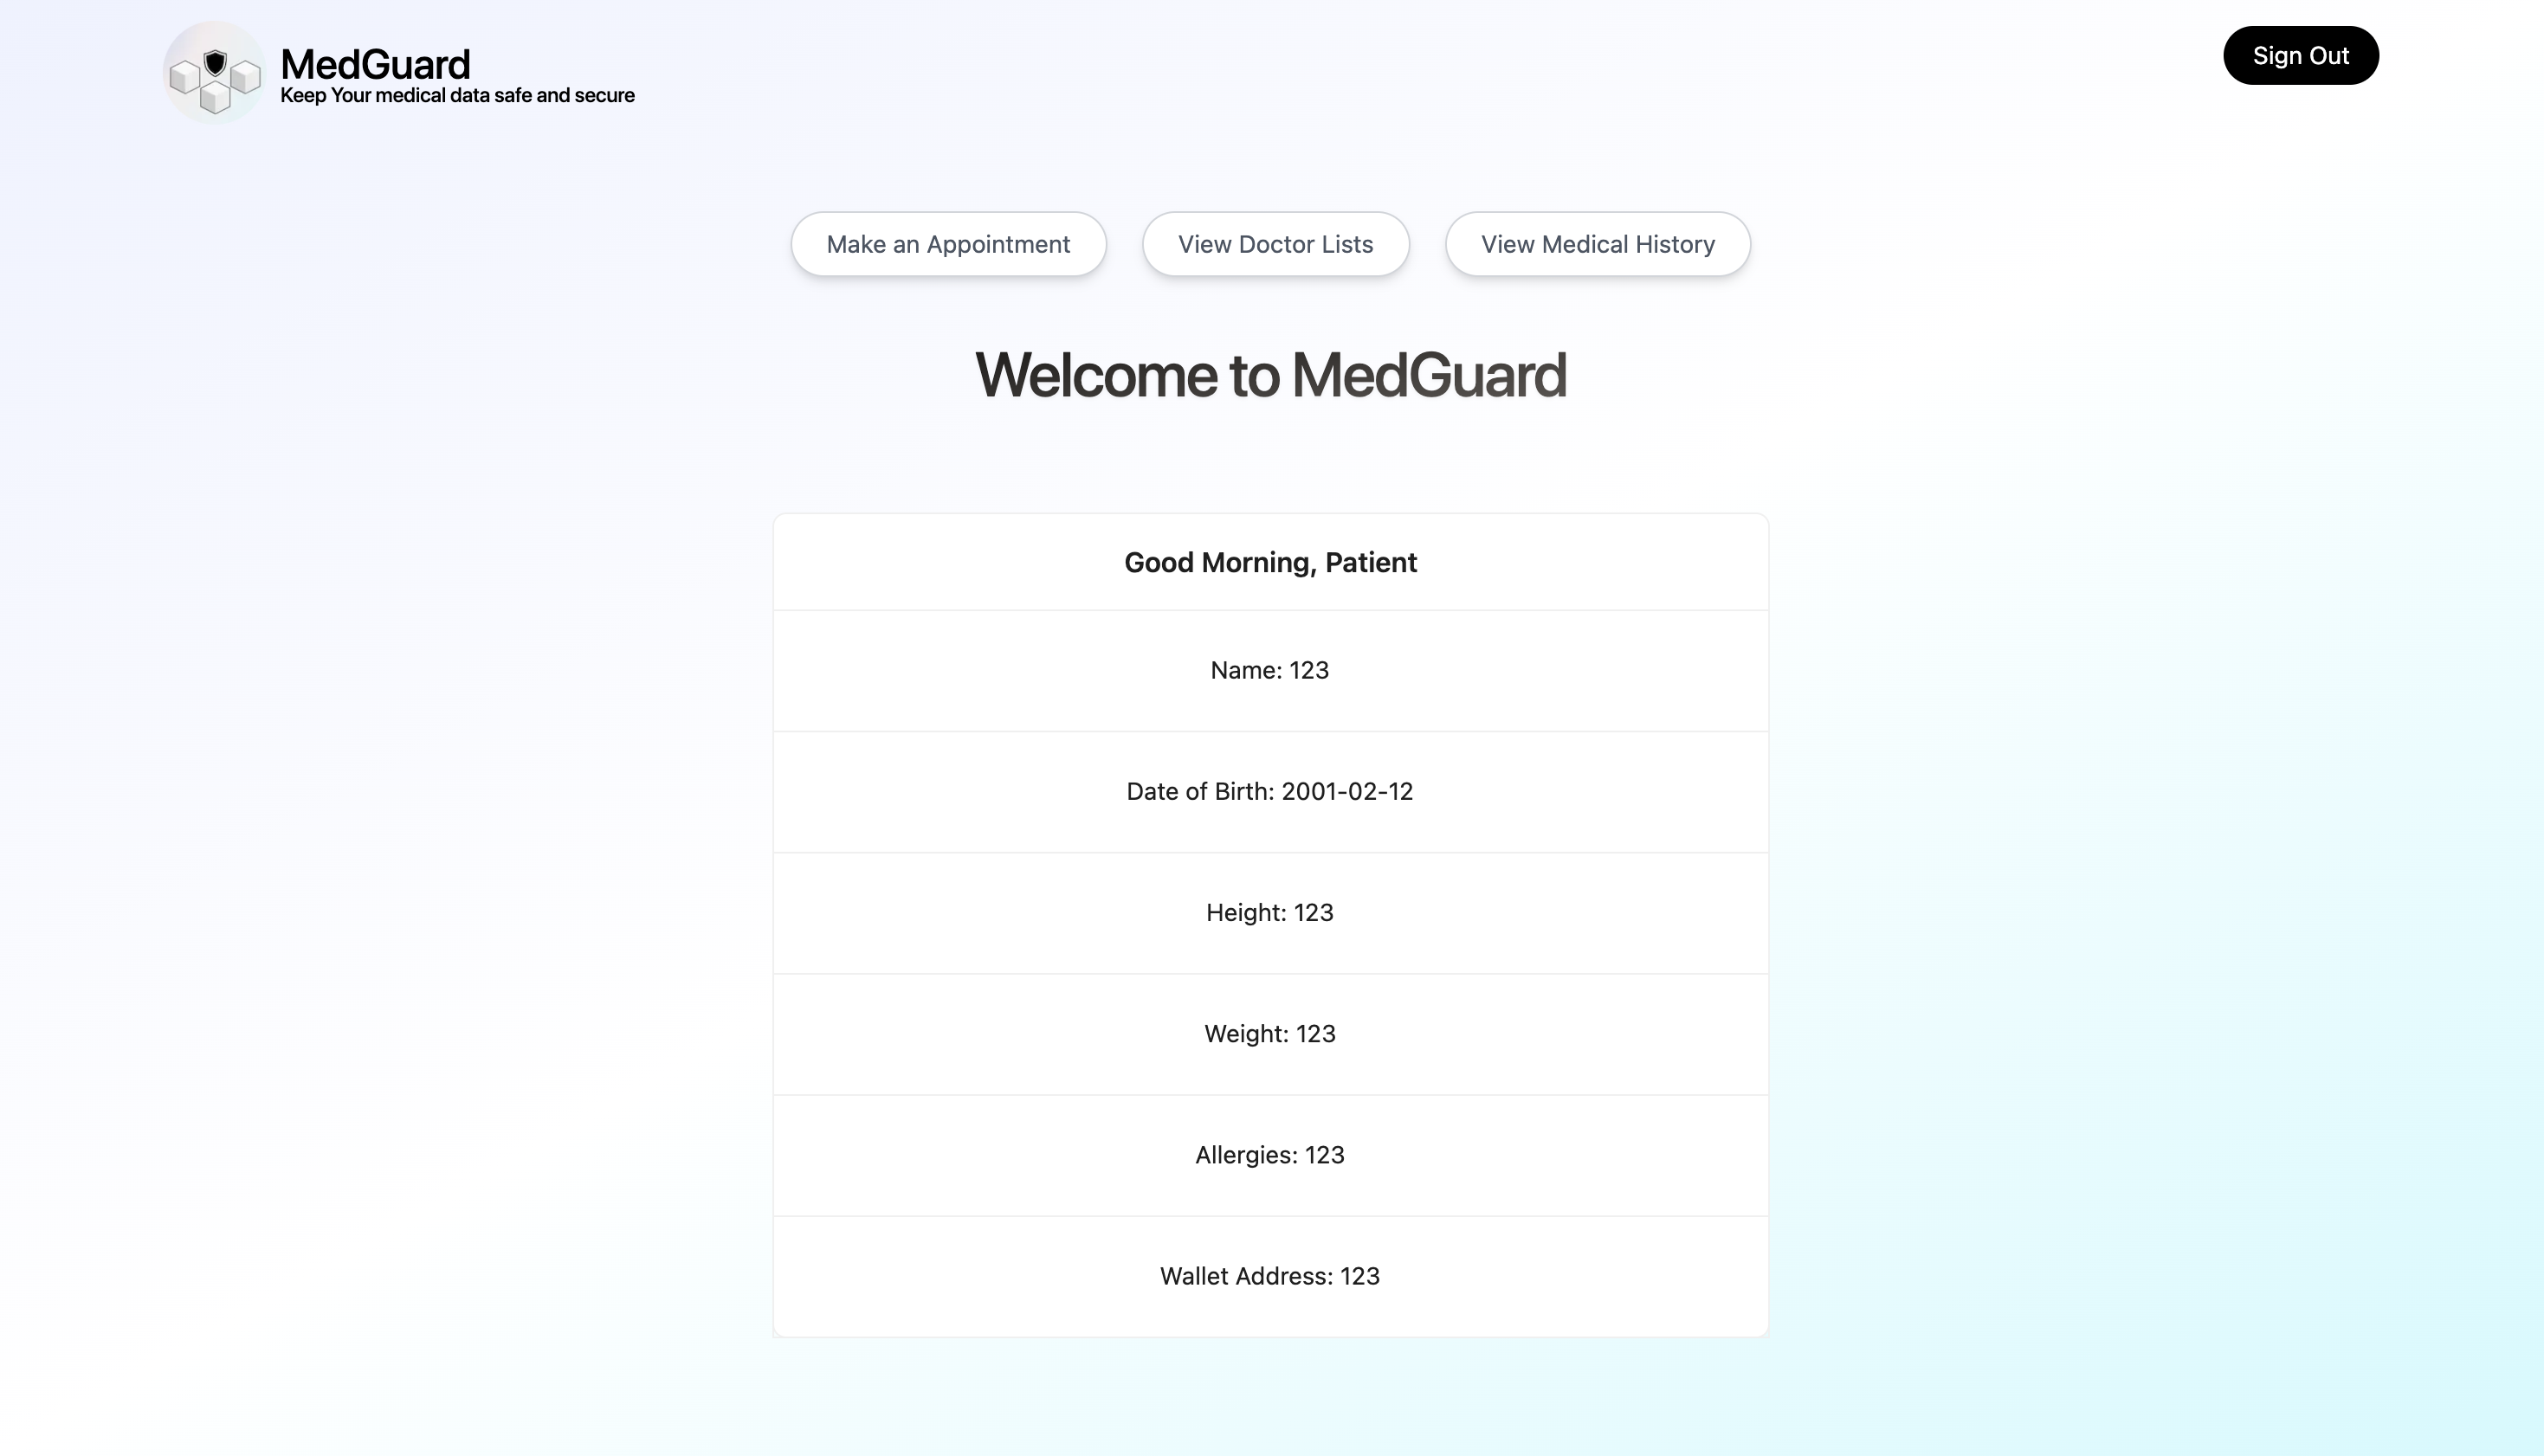 MedGuard
Keep Your medical data safe and secure
Sign Out
Make an Appointment
View Doctor Lists
View Medical History
Welcome to MedGuard
Good Morning, Patient
Name: 123
Date of Birth: 2001-02-12
Height: 123
Weight: 123
Allergies: 123
Wallet Address: 123